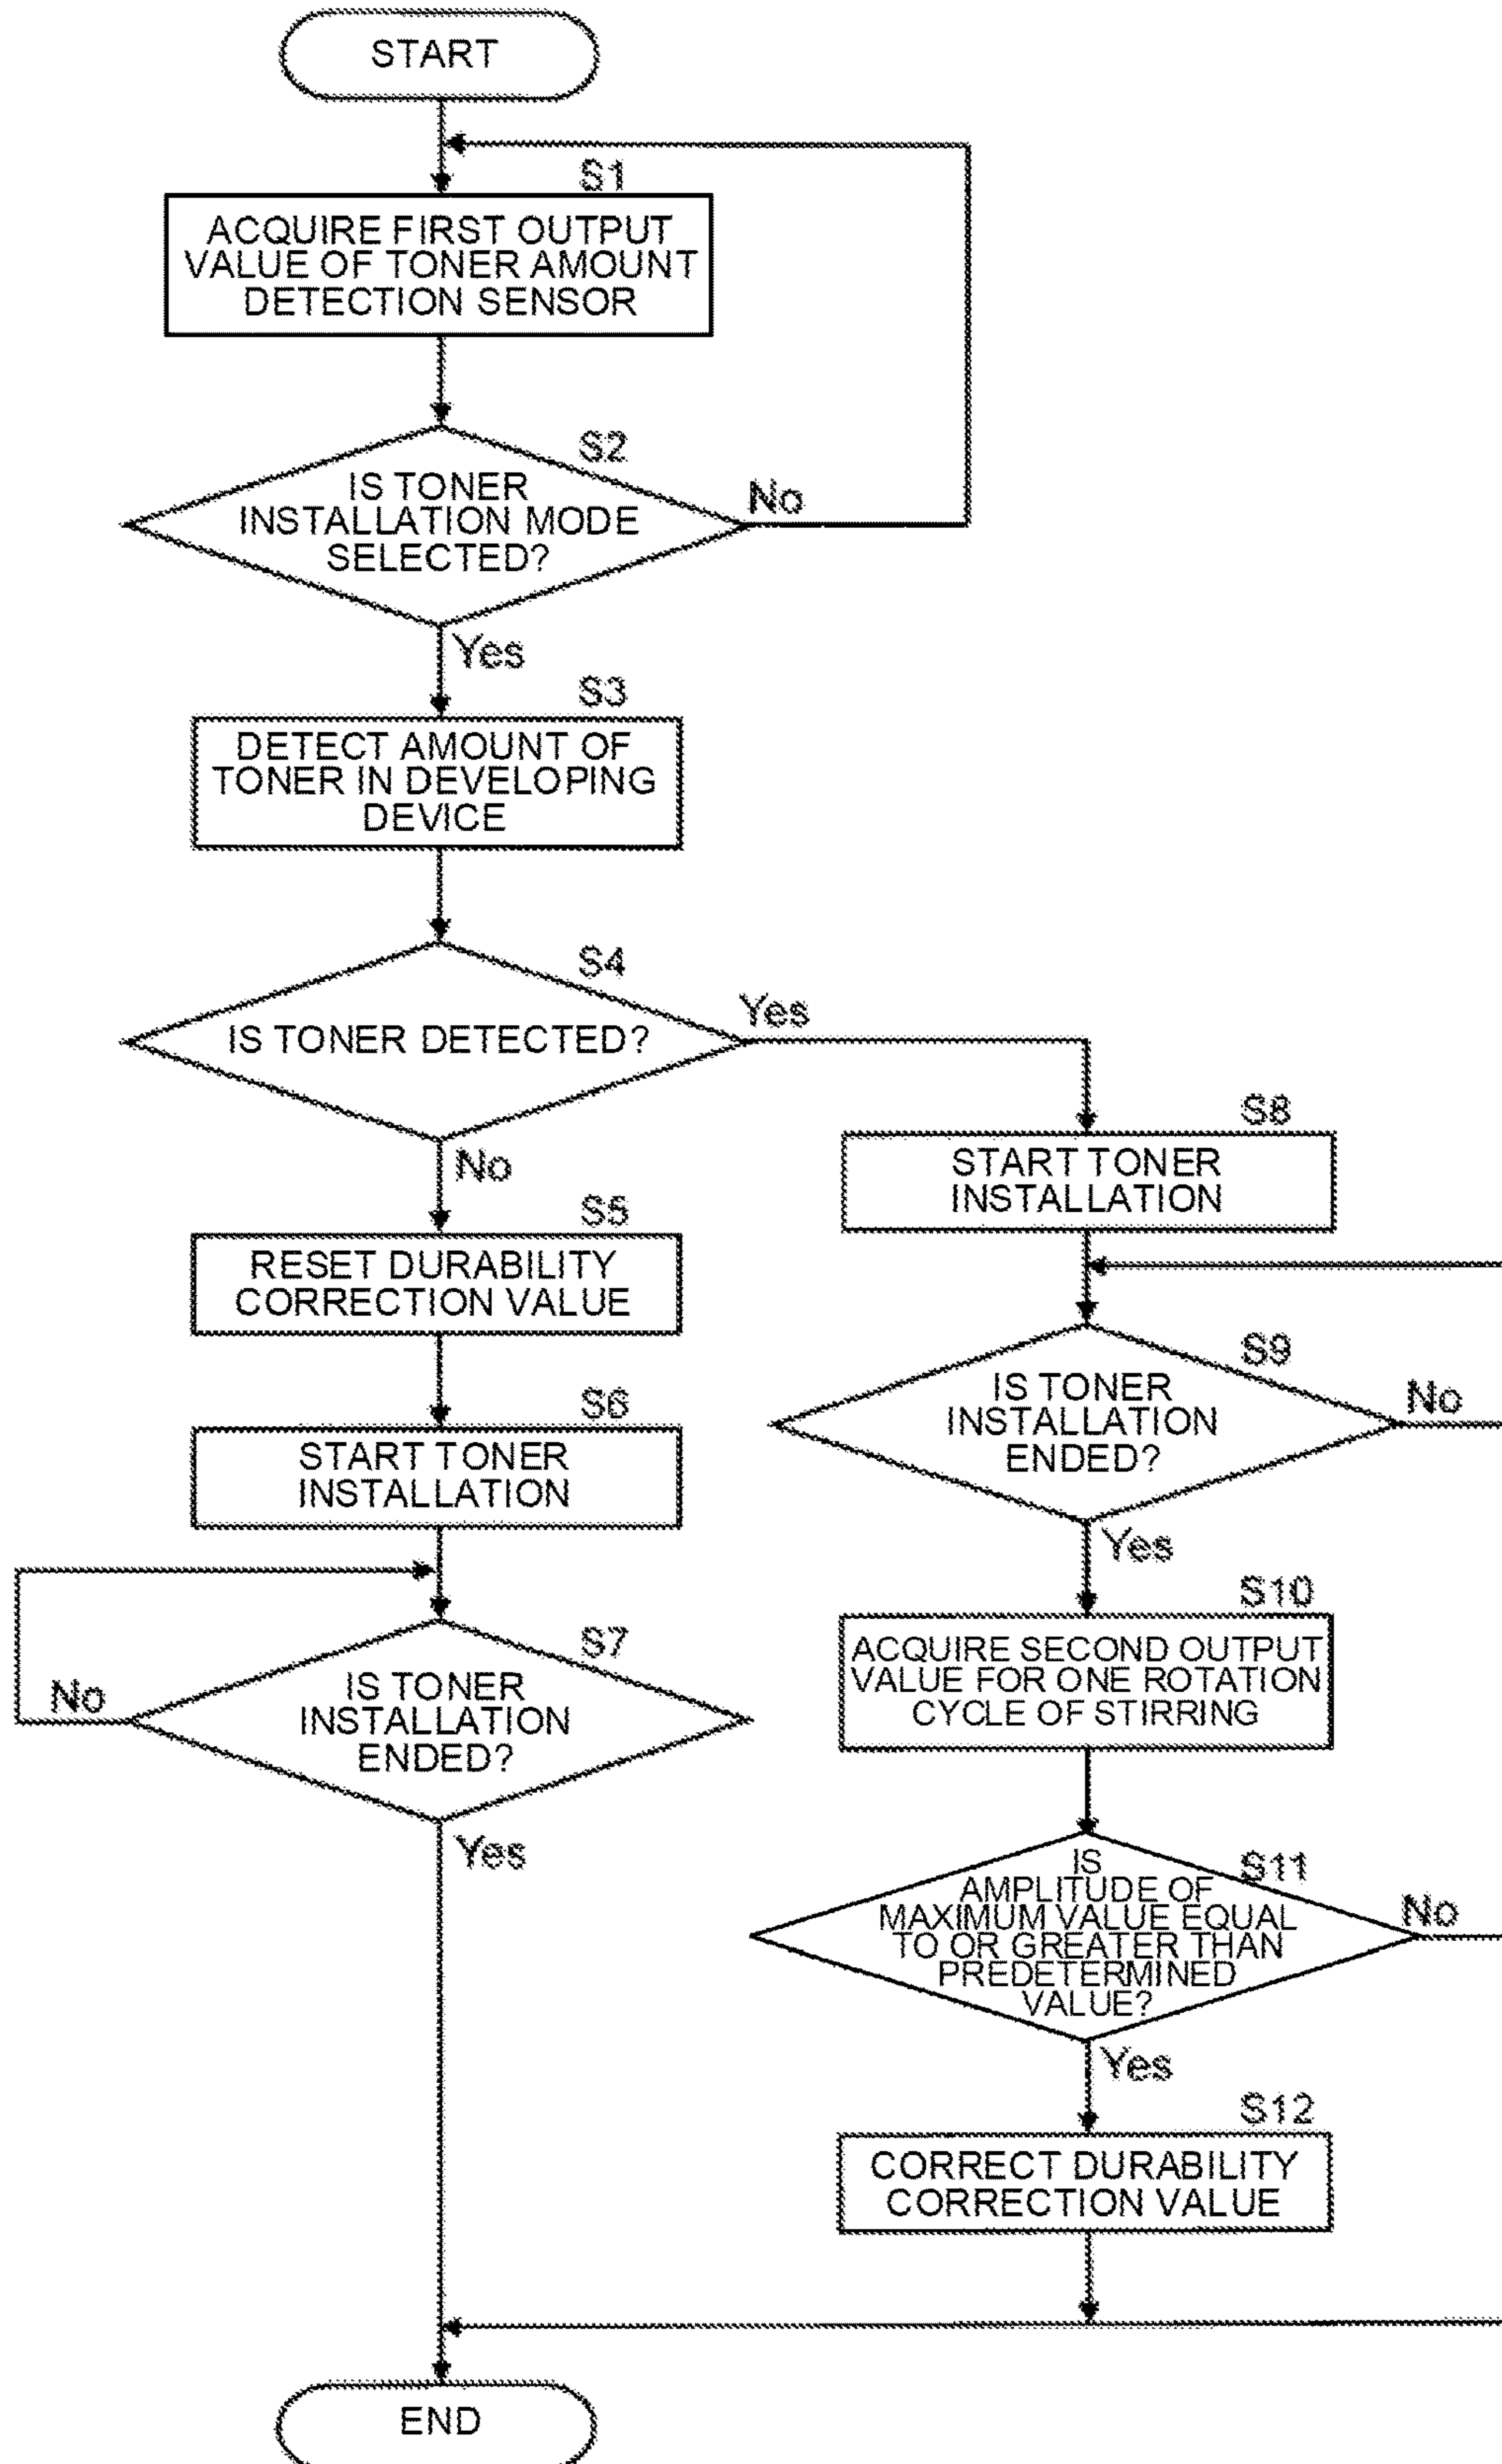 START
S1
ACQUIRE FIRST OUTPUT
VALUE OF TONER AMOUNT
DETECTION SENSOR
S2
IS TONER
INSTALLATION MODE
SELECTED?
No
Yes
S3
DETECT AMOUNT OF
TONER IN DEVELOPING
DEVICE
S4
IS TONER DETECTED?
Yes
No
S5
RESET DURABILITY
CORRECTION VALUE
S6
START TONER
INSTALLATION
S7
IS TONER
INSTALLATION
ENDED?
No
Yes
S8
START TONER
INSTALLATION
S9
IS TONER
INSTALLATION
ENDED?
No
Yes
S10
ACQUIRE SECOND OUTPUT
VALUE FOR ONE ROTATION
CYCLE OF STIRRING
S11
IS
AMPLITUDE OF
MAXIMUM VALUE EQUAL
TO OR GREATER THAN
PREDETERMINED
VALUE?
No
Yes
S12
CORRECT DURABILITY
CORRECTION VALUE
END